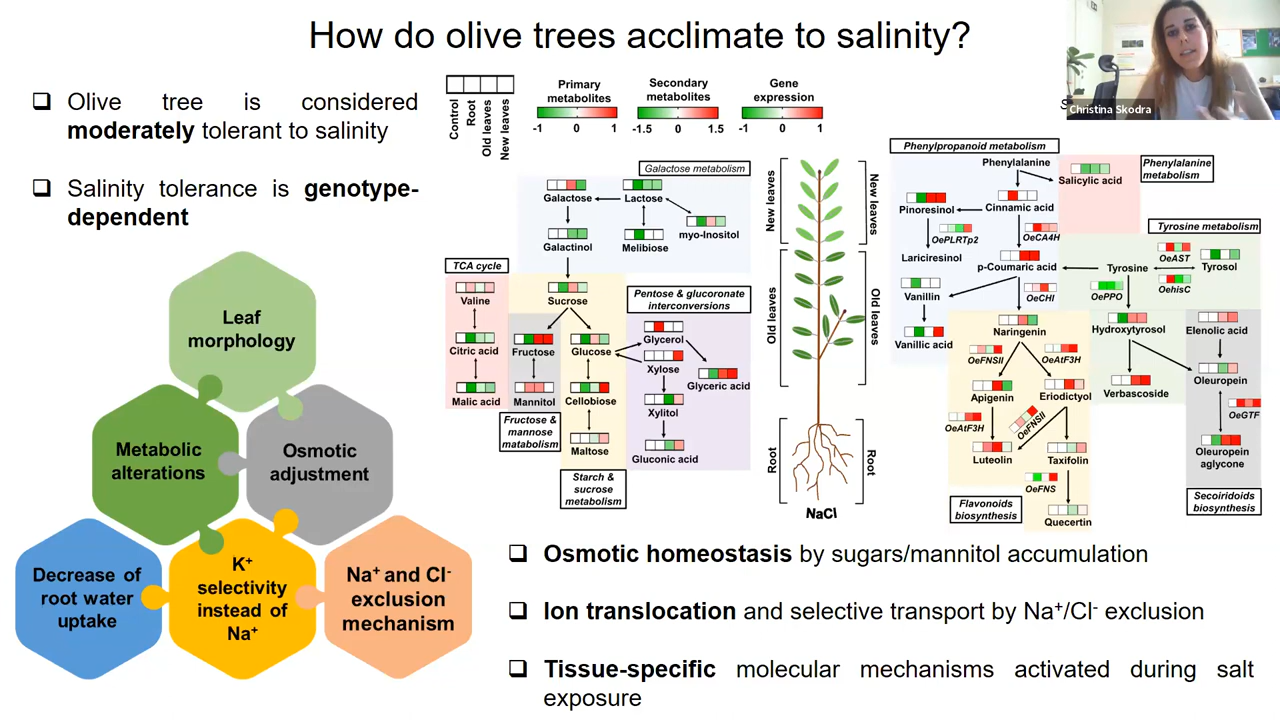 How do olive trees acclimate to salinity?
Christina Skodra
❑ Olive tree is considered
moderately tolerant to salinity
❑ Salinity tolerance is genotype-
dependent
Leaf
morphology
Metabolic
alterations
Osmotic
adjustment
Decrease of
root water
uptake
K⁺
selectivity
instead of
Na⁺
Na⁺ and Cl⁻
exclusion
mechanism
Control
Root
Old leaves
New leaves
Primary
metabolites
-1 0 1
Secondary
metabolites
-1.5 0 1.5
Gene
expression
-1 0 1
Galactose metabolism
Galactose
Lactose
Galactinol
Melibiose
myo-Inositol
TCA cycle
Valine
Citric acid
Malic acid
Sucrose
Fructose
Glucose
Mannitol
Cellobiose
Maltose
Fructose &
mannose
matabolism
Starch &
sucrose
metabolism
Pentose & glucoronate
interconversions
Glycerol
Xylose
Glyceric acid
Xylitol
Gluconic acid
New leaves
Old leaves
Root
New leaves
Old leaves
Root
NaCl
Phenylpropanoid metabolism
Phenylalanine
Salicylic acid
Phenylalanine
metabolism
Pinoresinol
Cinnamic acid
OePLRTp2
OeCA4H
Lariciresinol
p-Coumaric acid
Tyrosine metabolism
OeAST
Tyrosine
Tyrosol
OehisC
OePPO
Vanillin
OeCHI
Vanillic acid
Naringenin
Hydroxytyrosol
Elenolic acid
OeFNSII
OeAtF3H
Apigenin
Eriodictyol
Verbascoside
Oleuropein
OeAtF3H
OeFNSII
OeGTF
Luteolin
Taxifolin
Oleuropein
aglycone
OeFNS
Quecertin
Flavonoids
biosynthesis
Secoiridoids
biosynthesis
❑ Osmotic homeostasis by sugars/mannitol accumulation
❑ Ion translocation and selective transport by Na⁺/Cl⁻ exclusion
❑ Tissue-specific molecular mechanisms activated during salt
exposure